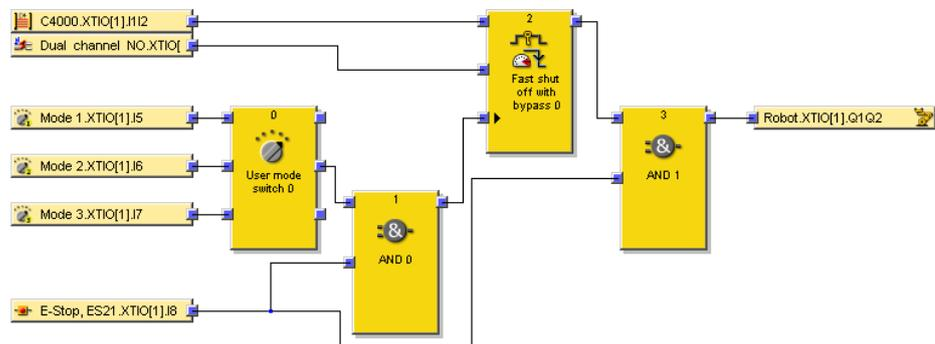 C4000.XTIO[1].I1I2
Dual channel NO.XTIO[
Mode 1.XTIO[1].I5
Mode 2.XTIO[1].I6
Mode 3.XTIO[1].I7
E-Stop, ES21.XTIO[1].I8
0
User mode
switch 0
1
&
AND 0
2
Fast shut
off with
bypass 0
3
&
AND 1
Robot.XTIO[1].Q1Q2